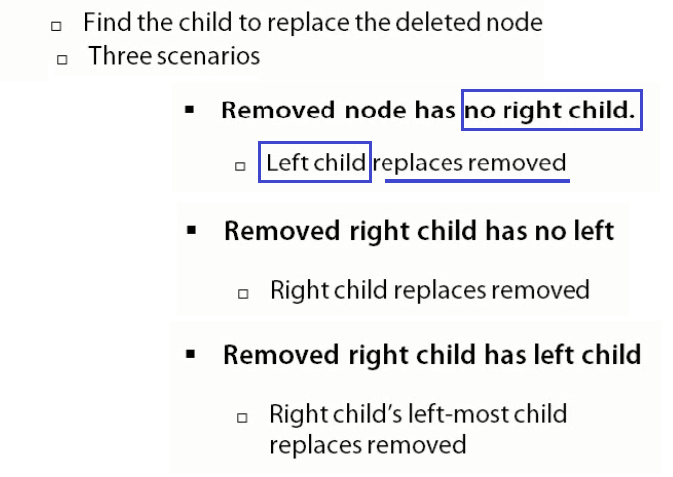 Find the child to replace the deleted node
Three scenarios
Removed node has no right child.
Left child replaces removed
Removed right child has no left
Right child replaces removed
Removed right child has left child
Right child’s left-most child
replaces removed